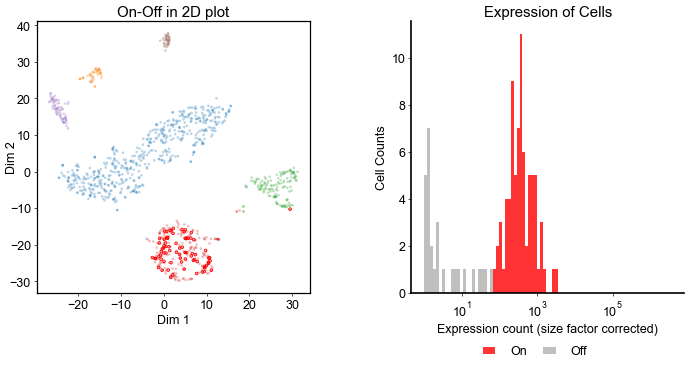 On-Off in 2D plot
Expression of Cells
Dim 2
40
30
20
10
0
−10
−20
−30
−20 −10 0 10 20 30
Dim 1
Cell Counts
10
8
6
4
2
0
10^1 10^3 10^5
Expression count (size factor corrected)
On Off